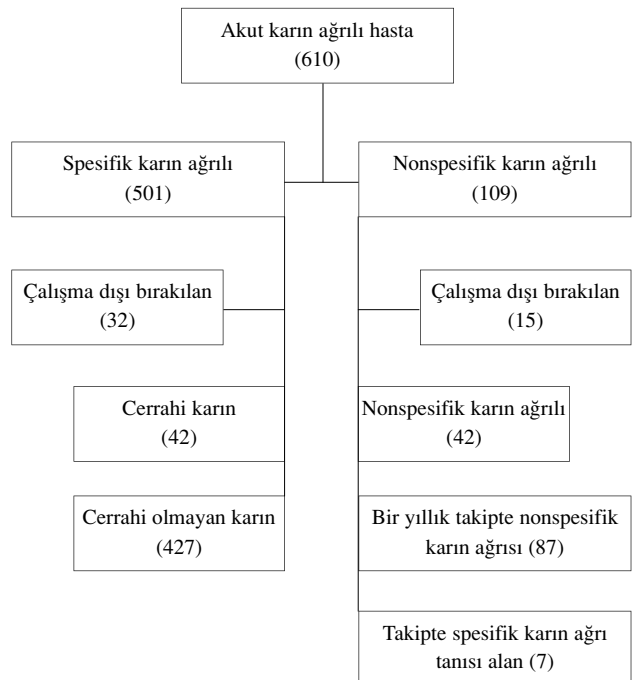 Akut karın ağrılı hasta
(610)
Spesifik karın ağrılı
(501)
Nonspesifik karın ağrılı
(109)
Çalışma dışı bırakılan
(32)
Çalışma dışı bırakılan
(15)
Cerrahi karın
(42)
Nonspesifik karın ağrılı
(42)
Cerrahi olmayan karın
(427)
Bir yıllık takipte nonspesifik
karın ağrısı (87)
Takipte spesifik karın ağrı
tanısı alan (7)